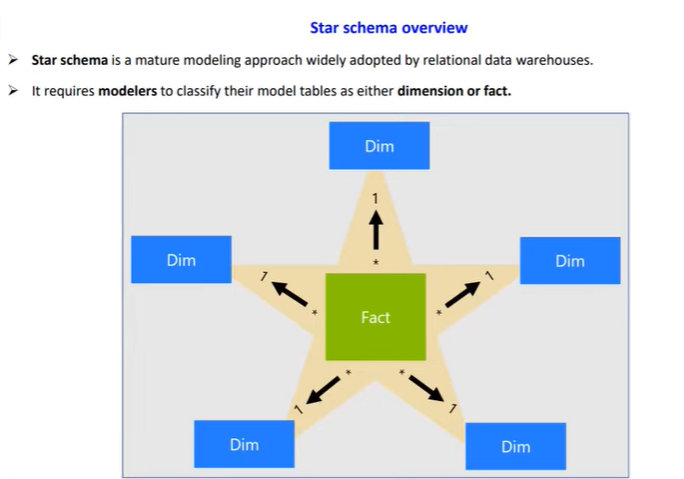 Star schema overview
➢ Star schema is a mature modeling approach widely adopted by relational data warehouses.
➢ It requires modelers to classify their model tables as either dimension or fact.
Dim
1
*
Dim
1
*
Fact
*
1
Dim
*
1
*
1
Dim
Dim